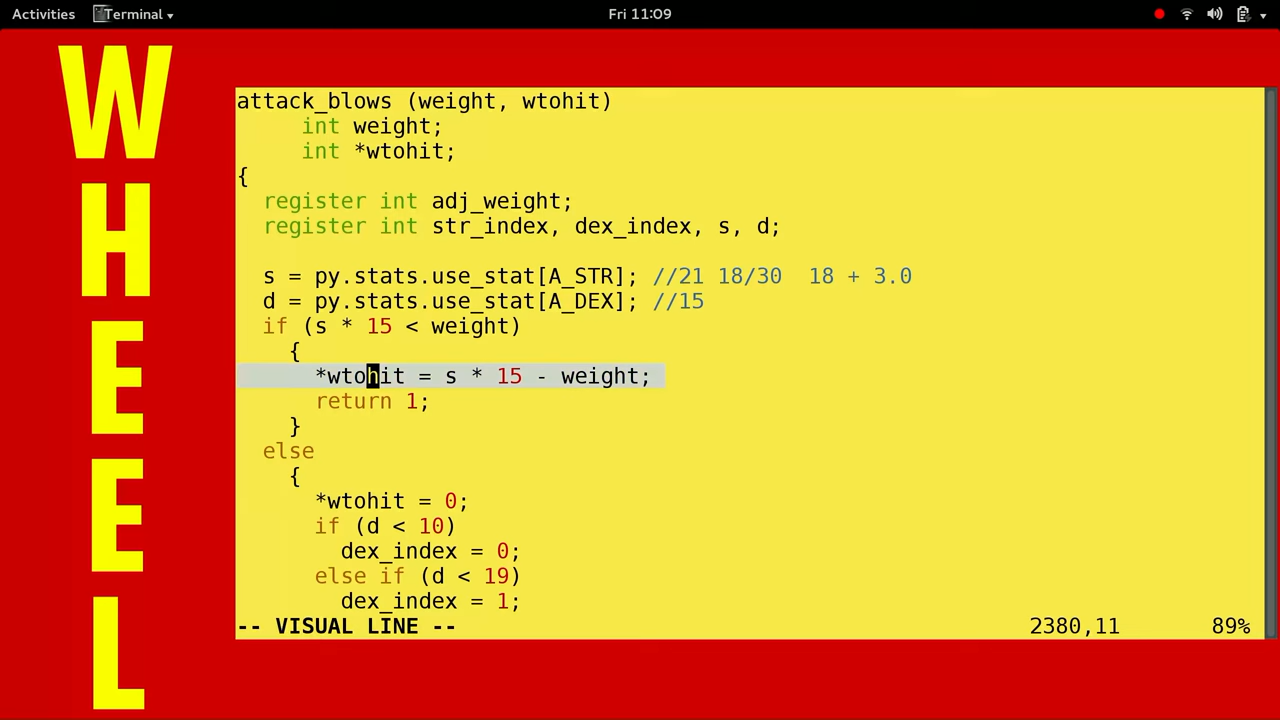 Activities Terminal Fri 11:09
WHEEL
attack_blows (weight, wtohit)
int weight;
int *wtohit;
{
register int adj_weight;
register int str_index, dex_index, s, d;
s = py.stats.use_stat[A_STR]; //21 18/30  18 + 3.0
d = py.stats.use_stat[A_DEX]; //15
if (s * 15 < weight)
{
*wtohit = s * 15 - weight;
return 1;
}
else
{
*wtohit = 0;
if (d < 10)
dex_index = 0;
else if (d < 19)
dex_index = 1;
-- VISUAL LINE -- 2380,11 89%